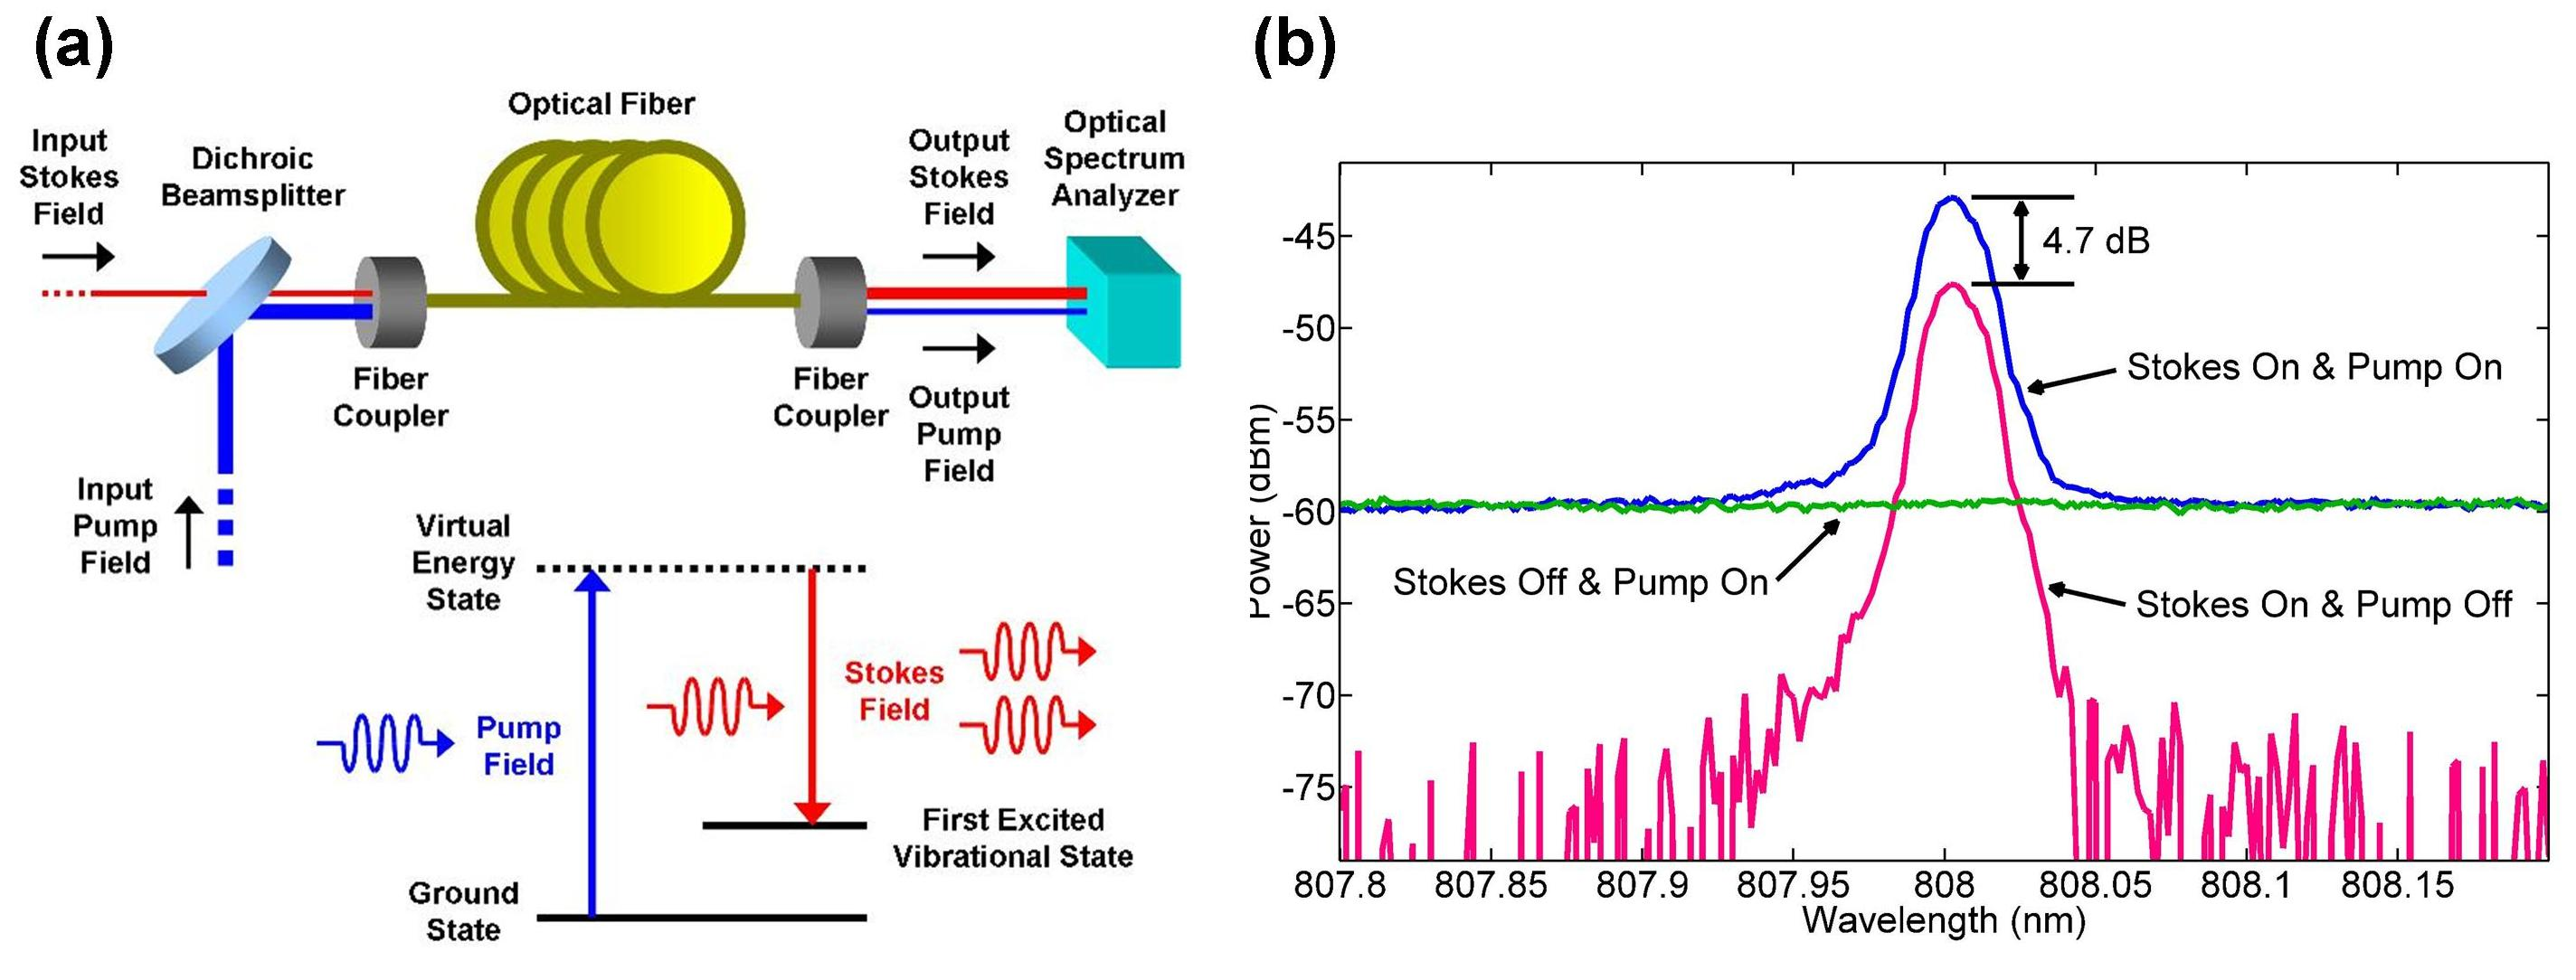 (a)
Input
Stokes
Field
Dichroic
Beamsplitter
Optical Fiber
Output
Stokes
Field
Optical
Spectrum
Analyzer
Fiber
Coupler
Fiber
Coupler
Output
Pump
Field
Input
Pump
Field
Virtual
Energy
State
Pump
Field
Stokes
Field
First Excited
Vibrational State
Ground
State
(b)
4.7 dB
Stokes On & Pump On
Stokes Off & Pump On
Stokes On & Pump Off
Power (dBm)
-45
-50
-55
-60
-65
-70
-75
807.8 807.85 807.9 807.95 808 808.05 808.1 808.15
Wavelength (nm)